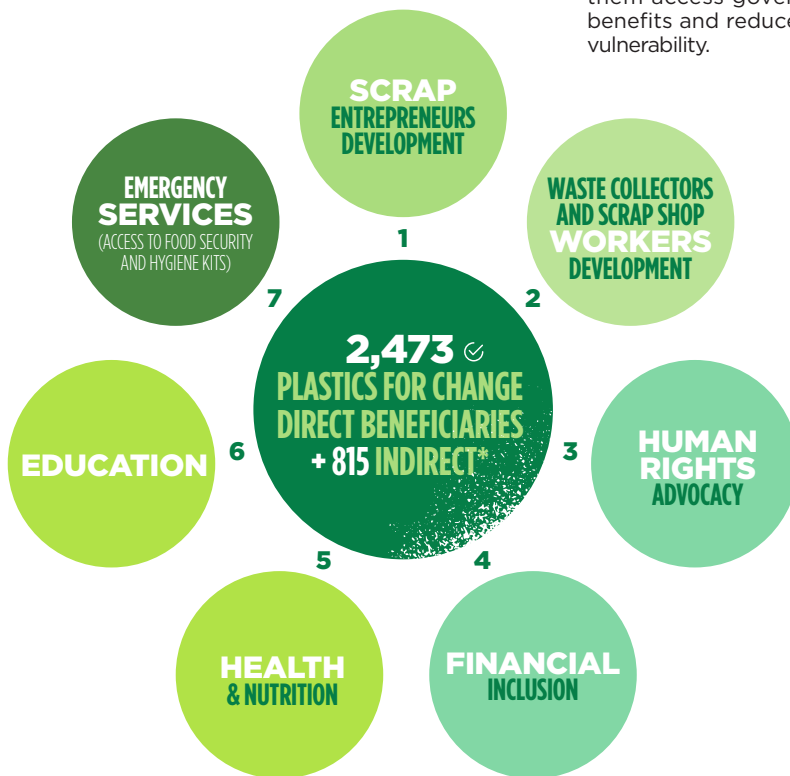 benefits and reduce
vulnerability.
SCRAP
ENTREPRENEURS
DEVELOPMENT
1
WASTE COLLECTORS
AND SCRAP SHOP
WORKERS
DEVELOPMENT
2
HUMAN
RIGHTS
ADVOCACY
3
FINANCIAL
INCLUSION
4
HEALTH
& NUTRITION
5
EDUCATION
6
EMERGENCY
SERVICES
(ACCESS TO FOOD SECURITY
AND HYGIENE KITS)
7
2,473
PLASTICS FOR CHANGE
DIRECT BENEFICIARIES
+ 815 INDIRECT*